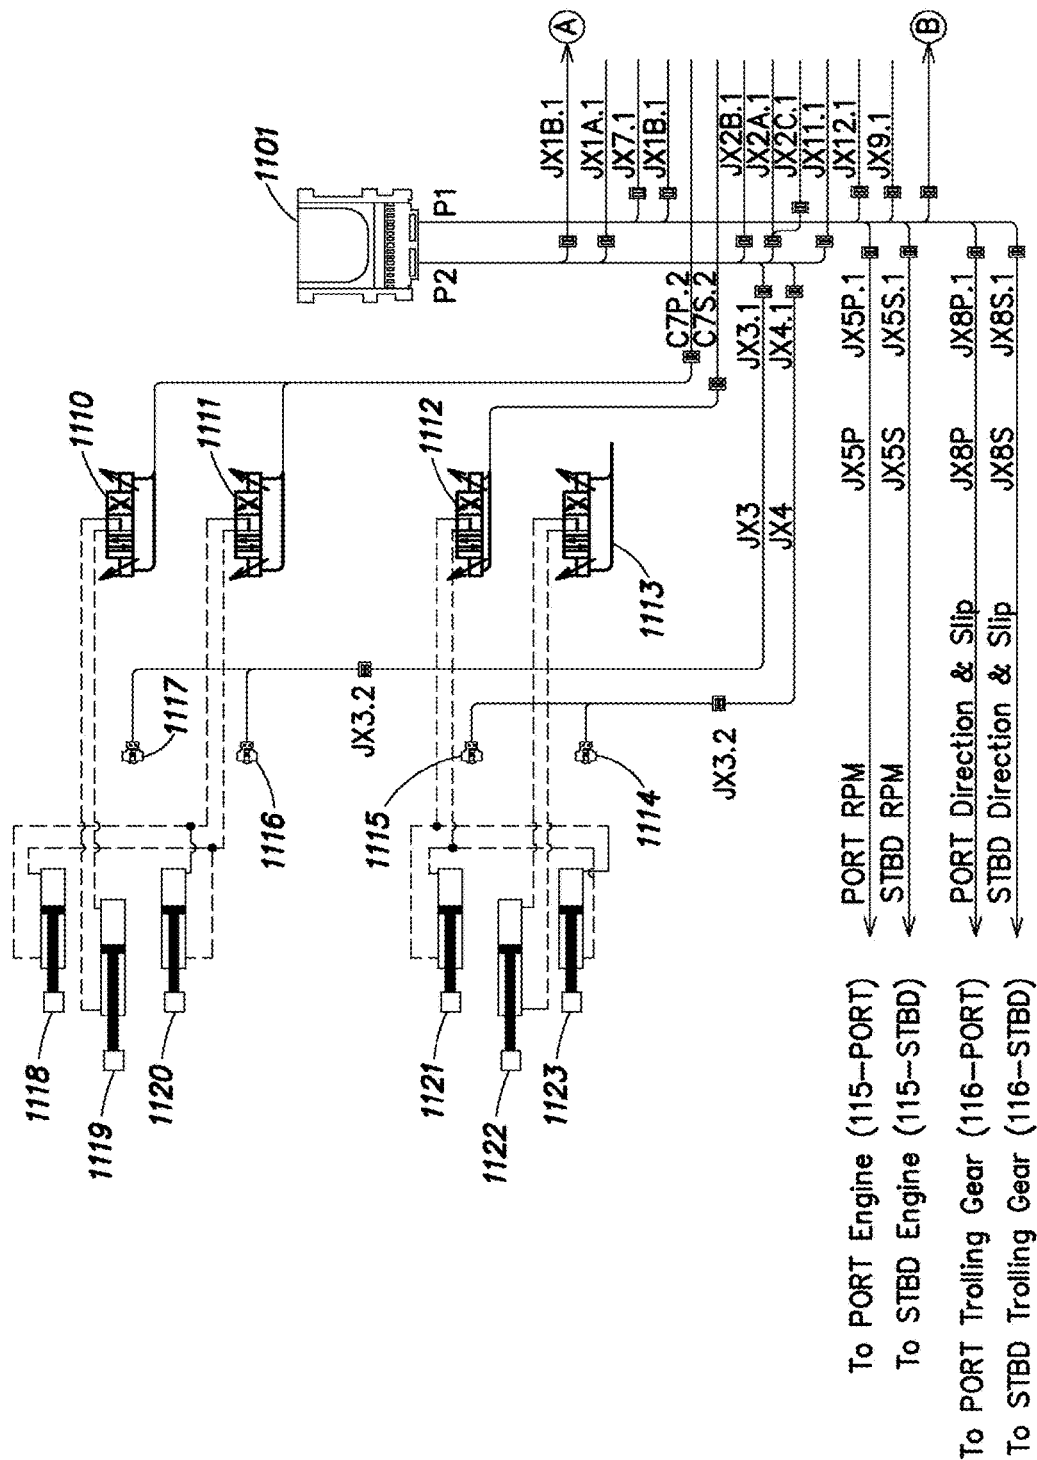 1101
P1
P2
A
JX1B.1
JX1A.1
JX7.1
JX1B.1
C7P.2
C7S.2
JX2B.1
JX2A.1
JX2C.1
JX11.1
JX12.1
JX9.1
B
1110
1111
1112
1113
JX3.1
JX4.1
JX3
JX4
JX5P.1
JX5S.1
JX8P.1
JX8S.1
JX5P
JX5S
JX8P
JX8S
1117
1116
1115
1114
JX3.2
JX3.2
1118
1119
1120
1121
1122
1123
PORT RPM
STBD RPM
PORT Direction & Slip
STBD Direction & Slip
To PORT Engine (115-PORT)
To STBD Engine (115-STBD)
To PORT Trolling Gear (116-PORT)
To STBD Trolling Gear (116-STBD)